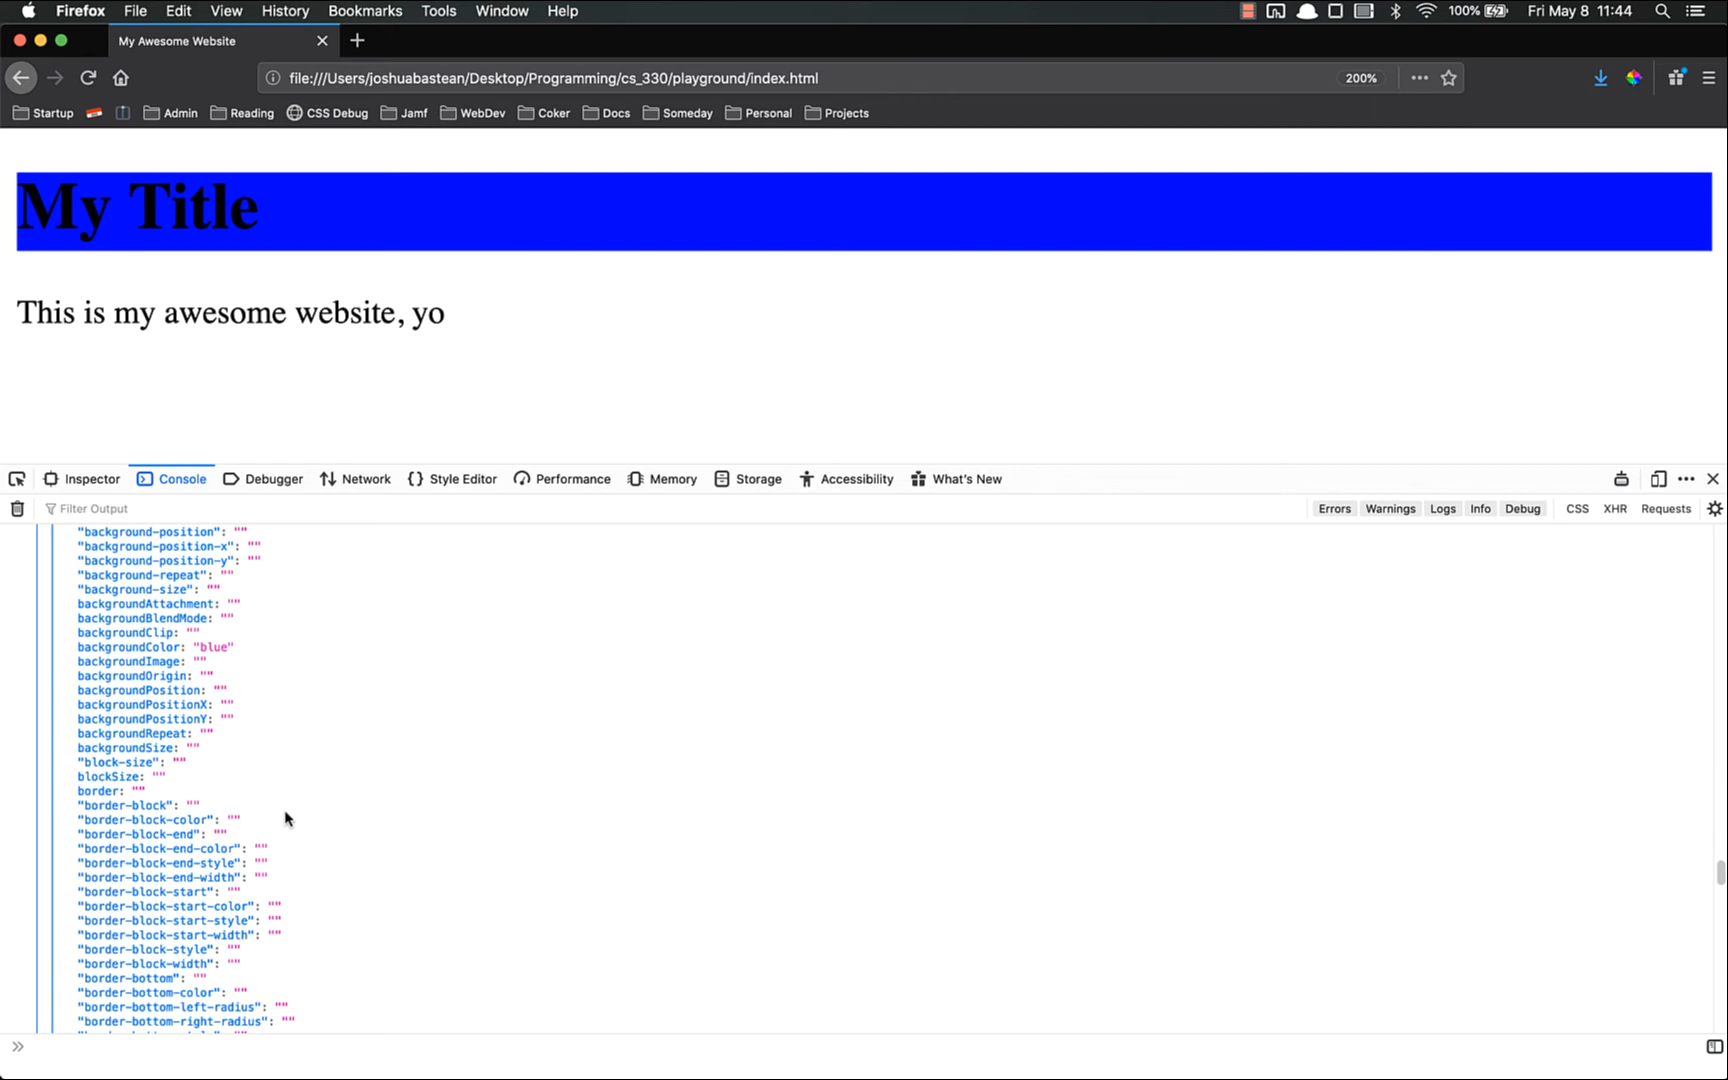 Firefox File Edit View History Bookmarks Tools Window Help 100% Fri May 8 11:44
My Awesome Website
file:///Users/joshuabastean/Desktop/Programming/cs_330/playground/index.html 200%
Startup Admin Reading CSS Debug Jamf WebDev Coker Docs Someday Personal Projects
My Title
This is my awesome website, yo
Inspector Console Debugger Network Style Editor Performance Memory Storage Accessibility What's New
Filter Output Errors Warnings Logs Info Debug CSS XHR Requests
"background-position": ""
"background-position-x": ""
"background-position-y": ""
"background-repeat": ""
"background-size": ""
backgroundAttachment: ""
backgroundBlendMode: ""
backgroundClip: ""
backgroundColor: "blue"
backgroundImage: ""
backgroundOrigin: ""
backgroundPosition: ""
backgroundPositionX: ""
backgroundPositionY: ""
backgroundRepeat: ""
backgroundSize: ""
"block-size": ""
blockSize: ""
border: ""
"border-block": ""
"border-block-color": ""
"border-block-end": ""
"border-block-end-color": ""
"border-block-end-style": ""
"border-block-end-width": ""
"border-block-start": ""
"border-block-start-color": ""
"border-block-start-style": ""
"border-block-start-width": ""
"border-block-style": ""
"border-block-width": ""
"border-bottom": ""
"border-bottom-color": ""
"border-bottom-left-radius": ""
"border-bottom-right-radius": ""